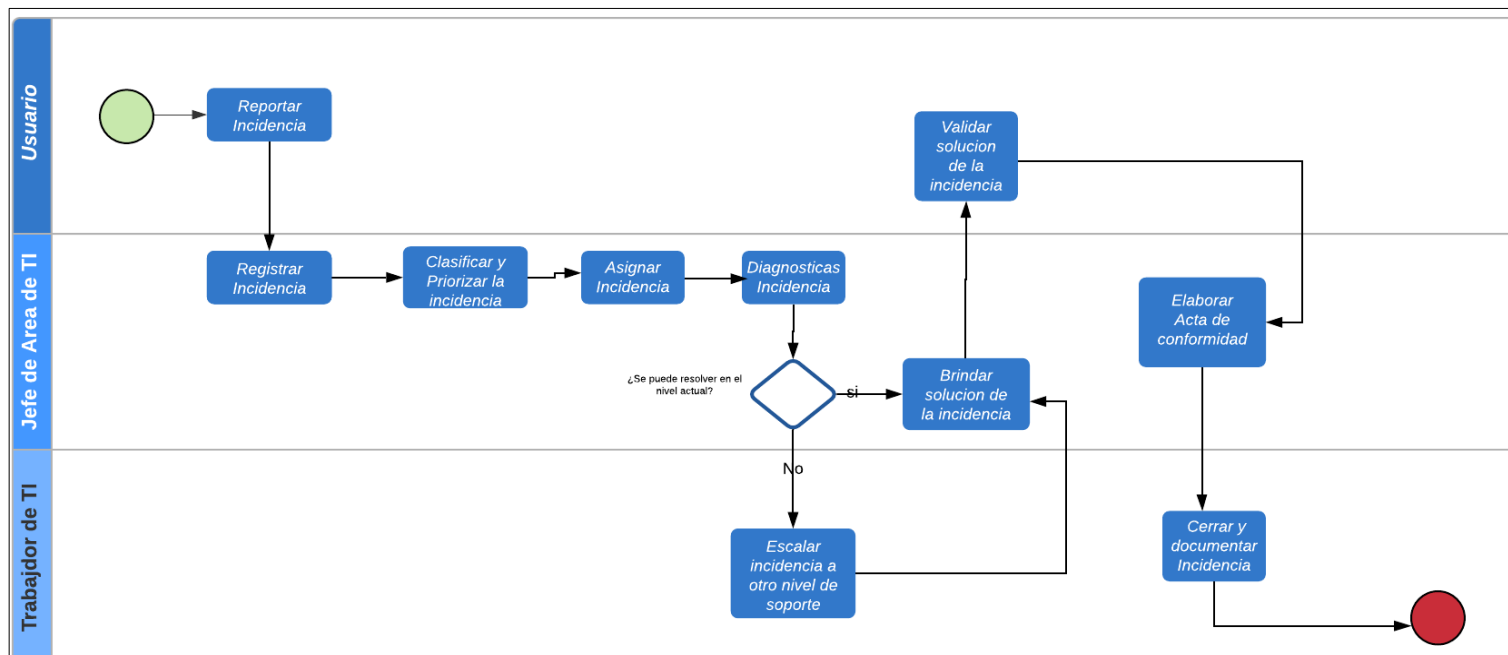 Usuario
Reportar
Incidencia
Validar
solucion
de la
incidencia
Jefe de Area de TI
Registrar
Incidencia
Clasificar y
Priorizar la
incidencia
Asignar
Incidencia
Diagnosticas
Incidencia
¿Se puede resolver en el
nivel actual?
si
Brindar
solucion de
la incidencia
Elaborar
Acta de
conformidad
Trabajdor de TI
No
Escalar
incidencia a
otro nivel de
soporte
Cerrar y
documentar
Incidencia